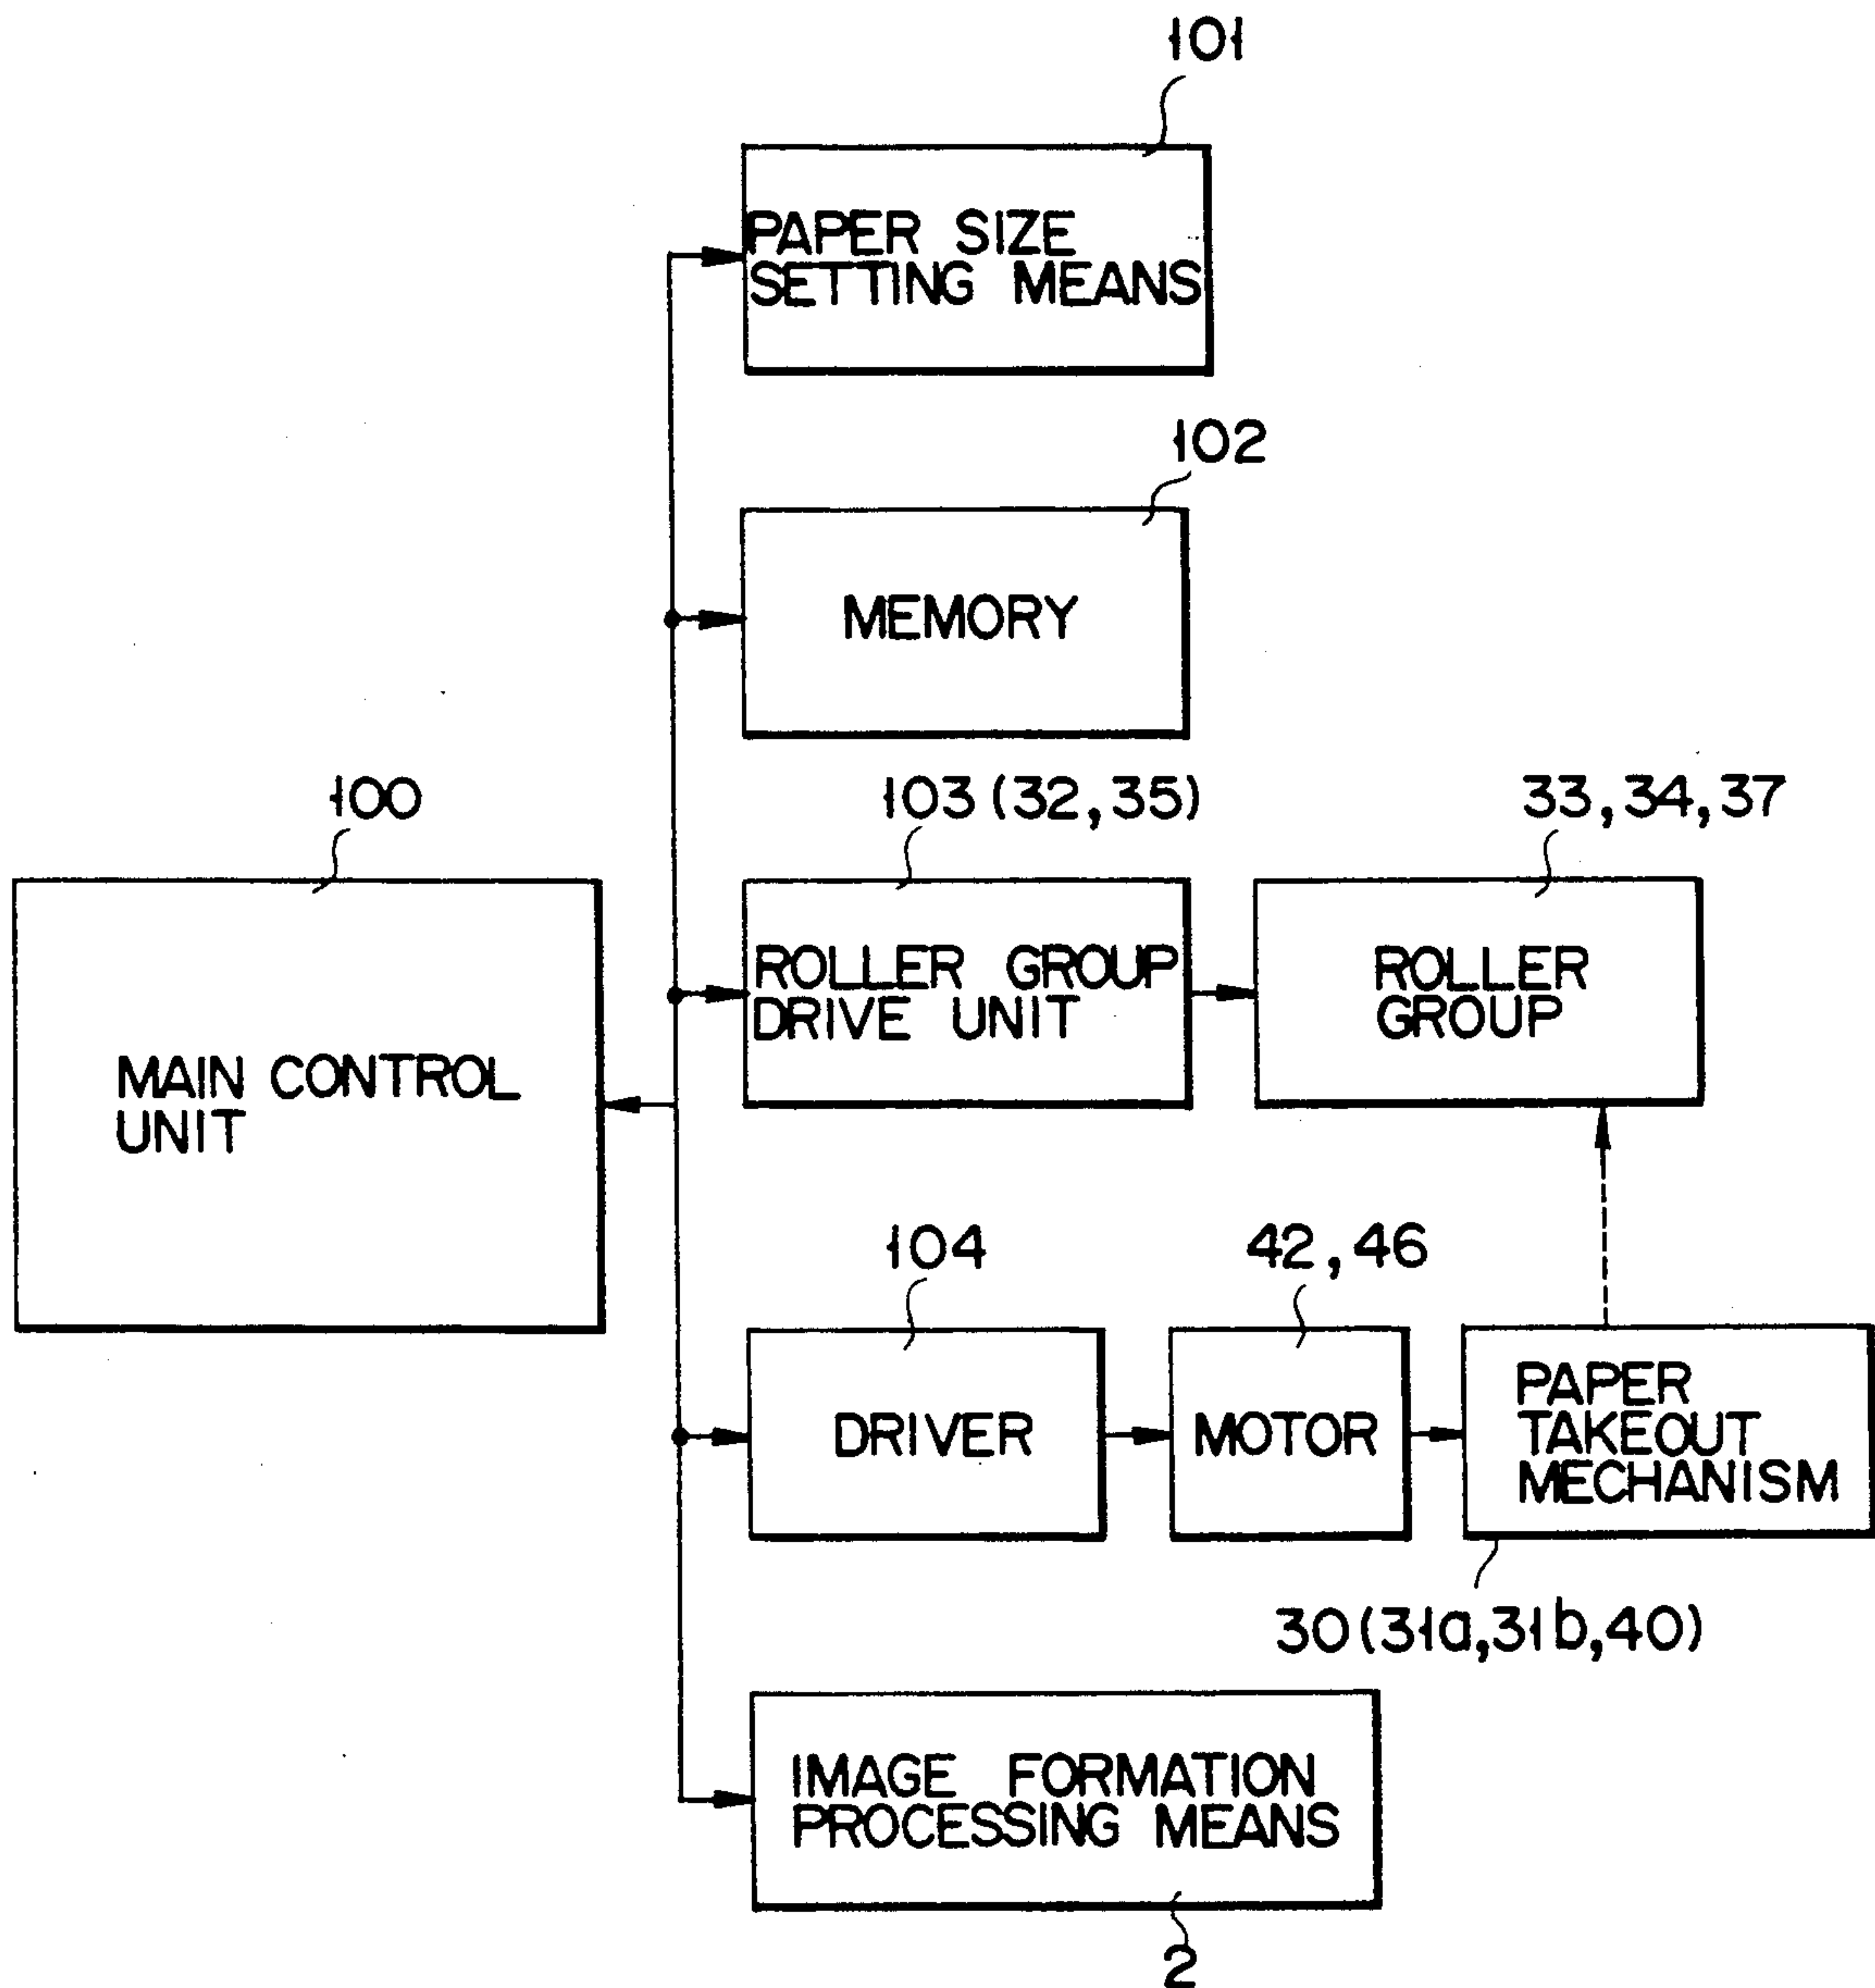 101
PAPER SIZE
SETTING MEANS
102
MEMORY
100
MAIN CONTROL
UNIT
103 (32, 35)
ROLLER GROUP
DRIVE UNIT
33, 34, 37
ROLLER
GROUP
104
DRIVER
42, 46
MOTOR
PAPER
TAKEOUT
MECHANISM
30 (31a, 31b, 40)
IMAGE FORMATION
PROCESSING MEANS
2